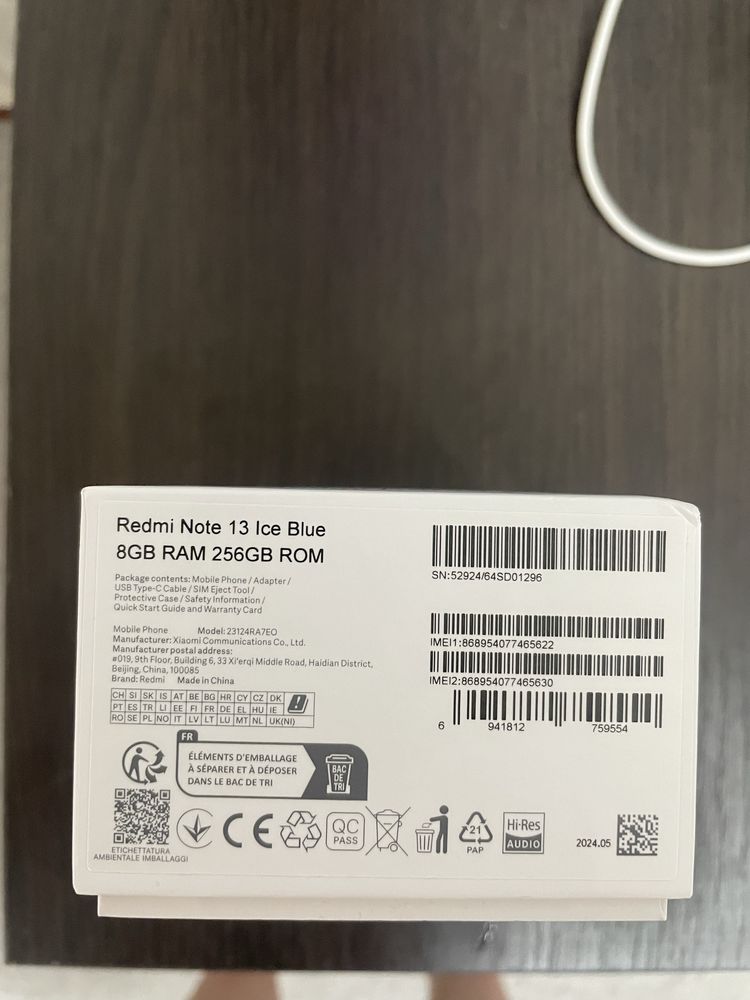 Redmi Note 13 Ice Blue
8GB RAM 256GB ROM
Package contents: Mobile Phone / Adapter /
USB Type-C Cable / SIM Eject Tool /
Protective Case / Safety Information /
Quick Start Guide and Warranty Card
Mobile Phone Model: 23124RA7EO
Manufacturer: Xiaomi Communications Co., Ltd.
Manufacturer postal address:
#019, 9th Floor, Building 6, 33 Xi'erqi Middle Road, Haidian District,
Beijing, China, 100085
Brand: Redmi Made in China
CH SI SK IS AT BE BG HR CY CZ DK
PT ES TR LI EE FI FR DE EL HU IE
RO SE PL NO IT LV LT LU MT NL UK(NI)
SN:52924/64SD01296
IMEI1:868954077465622
IMEI2:868954077465630
6 941812 759554
FR
ÉLÉMENTS D'EMBALLAGE
À SÉPARER ET À DÉPOSER
DANS LE BAC DE TRI
BAC
DE
TRI
ETICHETTATURA
AMBIENTALE IMBALLAGGI
CE
QC
PASS
21
PAP
Hi-Res
AUDIO
2024.05